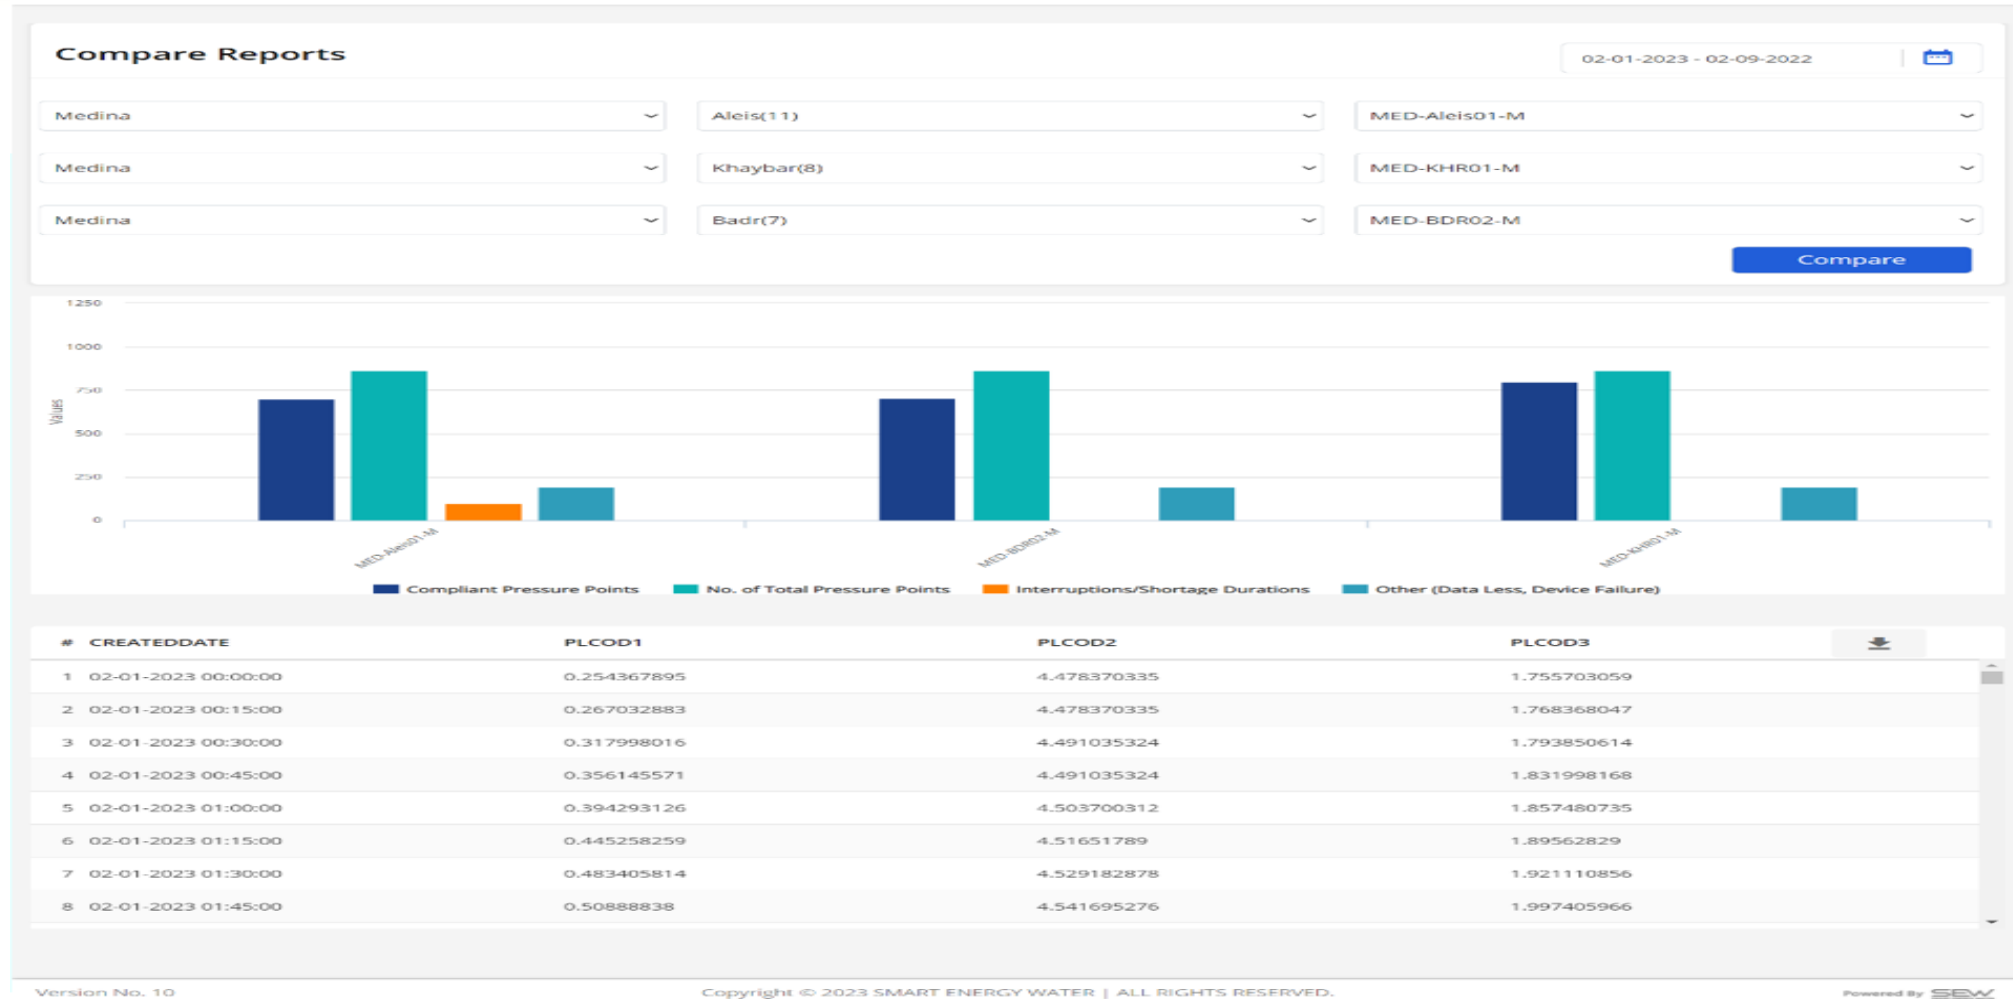 Compare Reports
02-01-2023 - 02-09-2022
Medina Aleis(11) MED-Aleis01-M
Medina Khaybar(8) MED-KHR01-M
Medina Badr(7) MED-BDR02-M
Compare
1250
1000
750
500
250
0
Values
MED-Aleis01-M MED-BDR02-M MED-KHR01-M
Compliant Pressure Points No. of Total Pressure Points Interruptions/Shortage Durations Other (Data Less, Device Failure)
# CREATEDDATE PLCOD1 PLCOD2 PLCOD3
1 02-01-2023 00:00:00 0.254367895 4.478370335 1.755703059
2 02-01-2023 00:15:00 0.267032883 4.478370335 1.768368047
3 02-01-2023 00:30:00 0.317998016 4.491035324 1.793850614
4 02-01-2023 00:45:00 0.356145571 4.491035324 1.831998168
5 02-01-2023 01:00:00 0.394293126 4.503700312 1.857480735
6 02-01-2023 01:15:00 0.445258259 4.51651789 1.89562829
7 02-01-2023 01:30:00 0.483405814 4.529182878 1.921110856
8 02-01-2023 01:45:00 0.50888838 4.541695276 1.997405966
Version No. 10 Copyright © 2023 SMART ENERGY WATER | ALL RIGHTS RESERVED. Powered By SEW